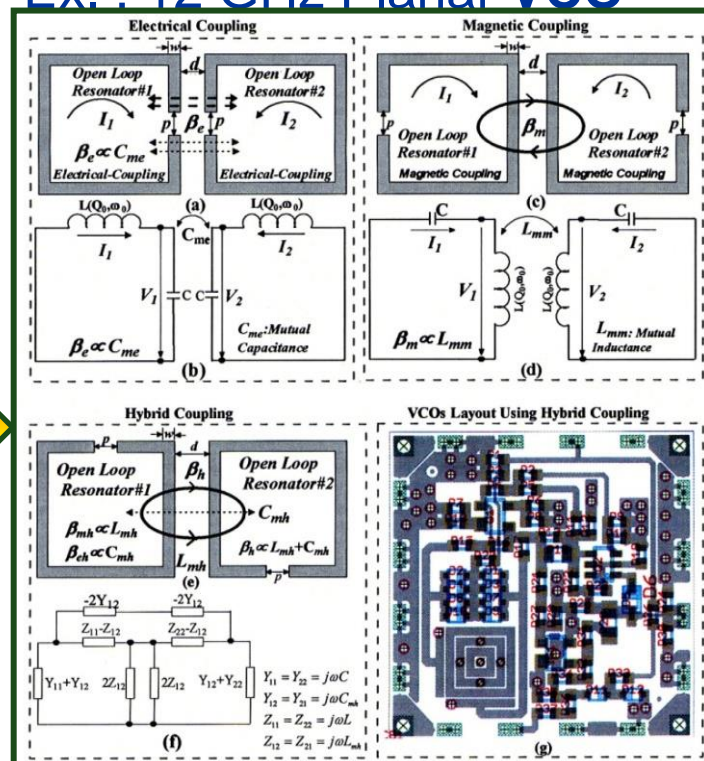 Ex. : 12 GHz Planar VCO
Electrical Coupling
w
d
Open Loop
Resonator#1
Open Loop
Resonator#2
I₁
p
βₑ
p
I₂
βₑ∝Cₘₑ
Electrical-Coupling
Electrical-Coupling
(a)
L(Q₀,ω₀)
L(Q₀,ω₀)
I₁
Cₘₑ
I₂
V₁
C
C
V₂
βₑ∝Cₘₑ
Cₘₑ:Mutual
Capacitance
(b)
Magnetic Coupling
w
d
I₁
I₂
p
βₘ
p
Open Loop
Resonator#1
Open Loop
Resonator#2
Magnetic Coupling
Magnetic Coupling
(c)
C
C
I₁
Lₘₘ
I₂
V₁
L(Q₀,ω₀)
L(Q₀,ω₀)
V₂
βₘ∝Lₘₘ
Lₘₘ: Mutual
Inductance
(d)
Hybrid Coupling
p
w
d
Open Loop
Resonator#1
βₕ
Open Loop
Resonator#2
Cₘₕ
βₘₕ∝Lₘₕ
βₑₕ∝Cₘₕ
Lₘₕ
βₕ∝Lₘₕ+Cₘₕ
(e)
p
-2Y₁₂
-2Y₁₂
Z₁₁-Z₁₂
Z₂₂-Z₁₂
Y₁₁+Y₁₂
2Z₁₂
2Z₁₂
Y₁₂+Y₂₂
Y₁₁ = Y₂₂ = jωC
Y₁₂ = Y₂₁ = jωCₘₕ
Z₁₁ = Z₂₂ = jωL
Z₁₂ = Z₂₁ = jωLₘₕ
(f)
VCOs Layout Using Hybrid Coupling
(g)